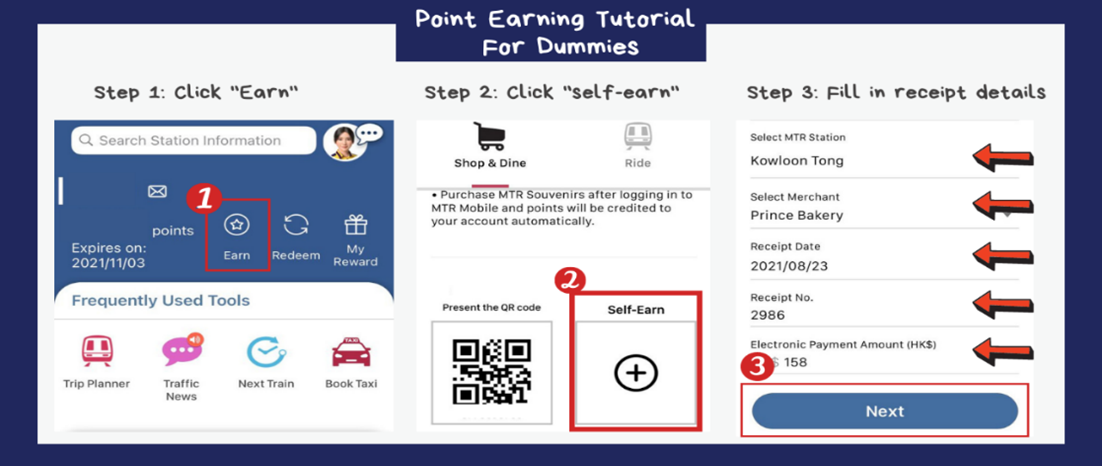 Point Earning Tutorial
For Dummies
Step 1: Click "Earn"
Search Station Information
1
points
Expires on:
2021/11/03
Earn
Redeem
My
Reward
Frequently Used Tools
Trip Planner
Traffic
News
Next Train
TAXI
Book Taxi
Step 2: Click "self-earn"
Shop & Dine
Ride
• Purchase MTR Souvenirs after logging in to
MTR Mobile and points will be credited to
your account automatically.
2
Present the QR code
Self-Earn
Step 3: Fill in receipt details
Select MTR Station
Kowloon Tong
Select Merchant
Prince Bakery
Receipt Date
2021/08/23
Receipt No.
2986
Electronic Payment Amount (HK$)
3
$ 158
Next